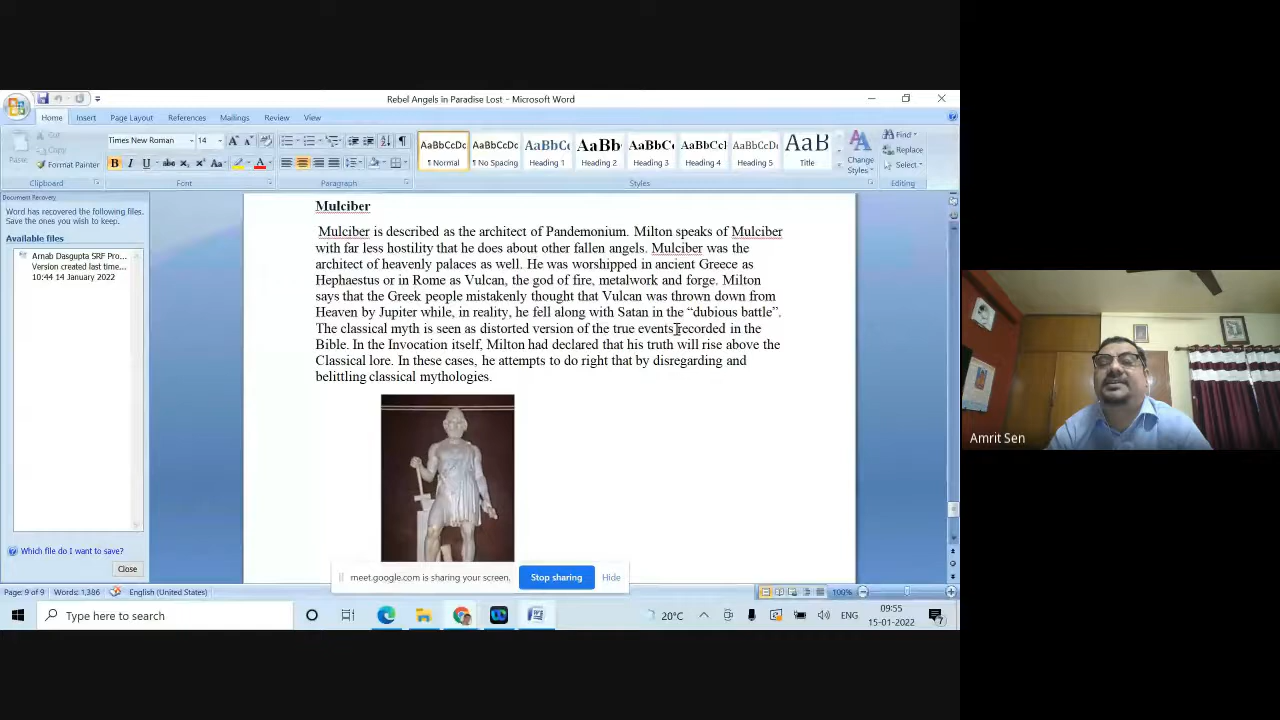 Rebel Angels in Paradise Lost - Microsoft Word
Home Insert Page Layout References Mailings Review View
Paste
Cut
Copy
Format Painter
Clipboard
Times New Roman 14
Font
Paragraph
AaBbCcDc AaBbCcDc AaBbC AaBb AaBbCc AaBbCcI AaBbCcDc AaB
¶ Normal ¶ No Spacing Heading 1 Heading 2 Heading 3 Heading 4 Heading 5 Title
Styles
Change Styles
Find
Replace
Select
Editing
Document Recovery
Word has recovered the following files.
Save the ones you wish to keep.
Available files
Arnab Dasgupta SRF Pro...
Version created last time...
10:44 14 January 2022
Which file do I want to save?
Close
Mulciber
Mulciber is described as the architect of Pandemonium. Milton speaks of Mulciber
with far less hostility that he does about other fallen angels. Mulciber was the
architect of heavenly palaces as well. He was worshipped in ancient Greece as
Hephaestus or in Rome as Vulcan, the god of fire, metalwork and forge. Milton
says that the Greek people mistakenly thought that Vulcan was thrown down from
Heaven by Jupiter while, in reality, he fell along with Satan in the “dubious battle”.
The classical myth is seen as distorted version of the true events recorded in the
Bible. In the Invocation itself, Milton had declared that his truth will rise above the
Classical lore. In these cases, he attempts to do right that by disregarding and
belittling classical mythologies.
Amrit Sen
meet.google.com is sharing your screen. Stop sharing Hide
Page: 9 of 9 Words: 1,386 English (United States) 100%
Type here to search
20°C ENG
09:55
15-01-2022